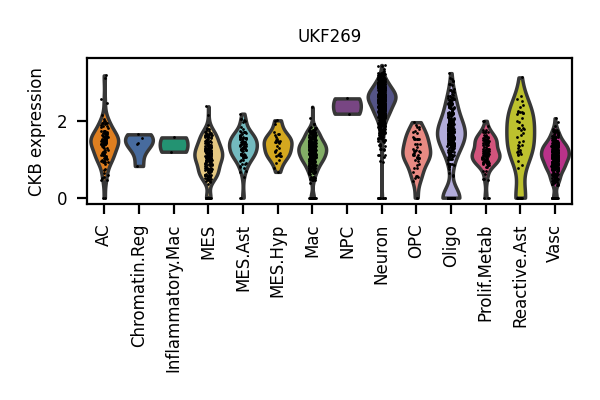 UKF269
CKB expression
2
0
AC
Chromatin.Reg
Inflammatory.Mac
MES
MES.Ast
MES.Hyp
Mac
NPC
Neuron
OPC
Oligo
Prolif.Metab
Reactive.Ast
Vasc